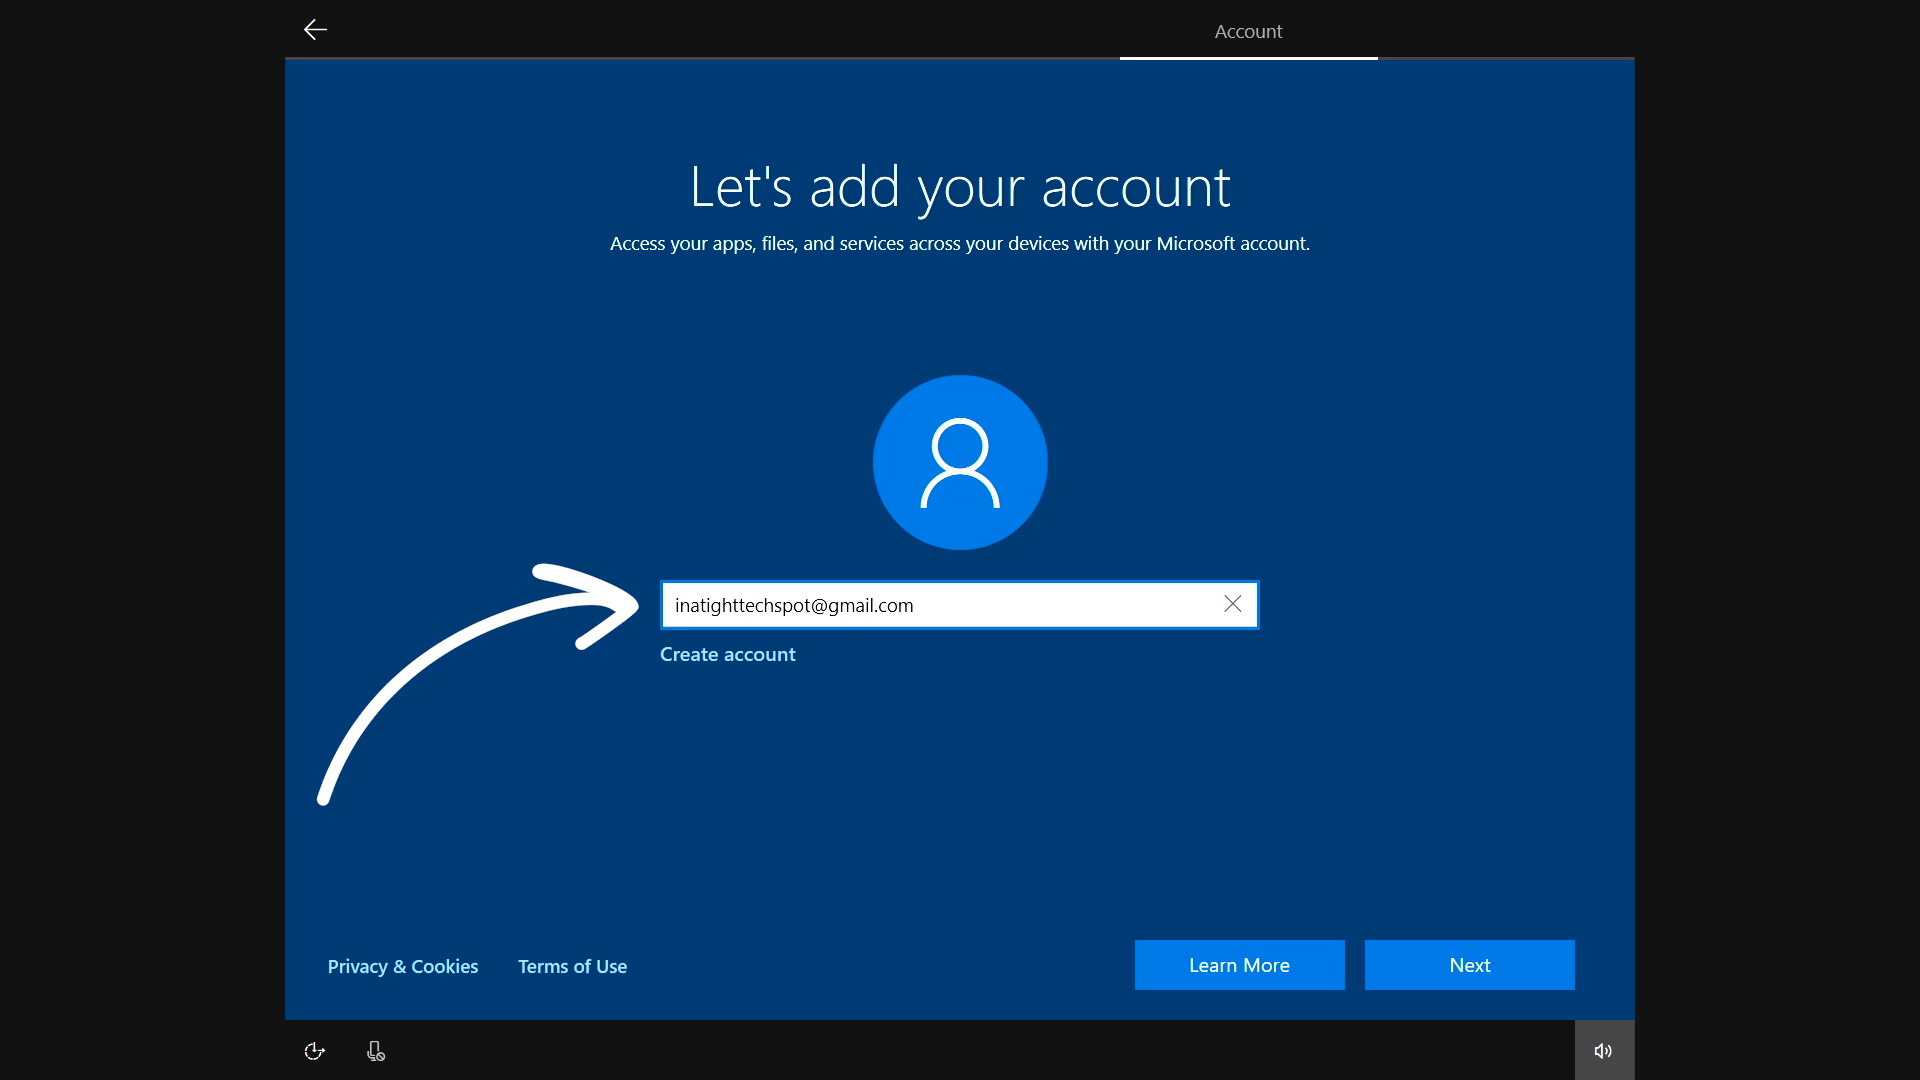 Account
Let's add your account
Access your apps, files, and services across your devices with your Microsoft account.
inatighttechspot@gmail.com
Create account
Privacy & Cookies
Terms of Use
Learn More
Next